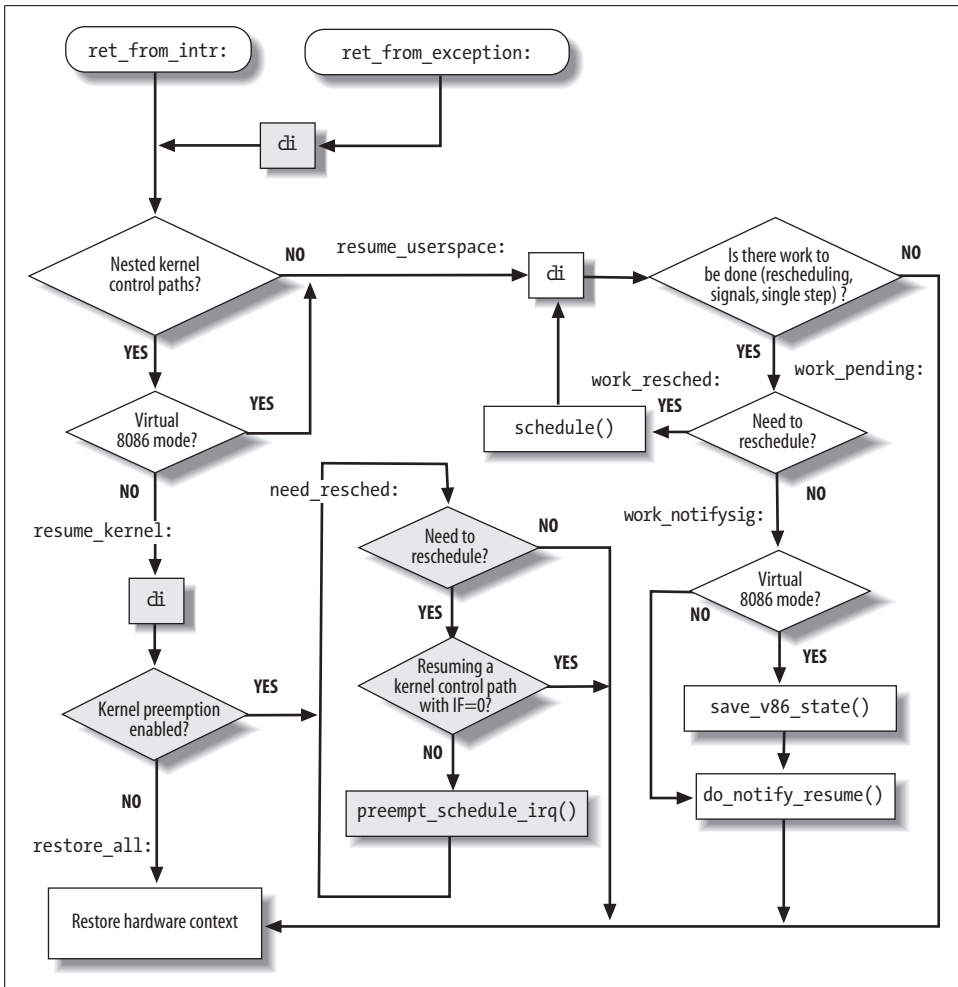 ret_from_intr:
ret_from_exception:
cli
Nested kernel
control paths?
NO
resume_userspace:
cli
Is there work to
be done (rescheduling,
signals, single step) ?
NO
YES
YES
work_pending:
Virtual
8086 mode?
YES
work_resched:
YES
schedule()
Need to
reschedule?
NO
need_resched:
NO
resume_kernel:
work_notifysig:
Need to
reschedule?
NO
cli
YES
Virtual
8086 mode?
NO
YES
Kernel preemption
enabled?
YES
Resuming a
kernel control path
with IF=0?
YES
save_v86_state()
NO
NO
preempt_schedule_irq()
do_notify_resume()
restore_all:
Restore hardware context